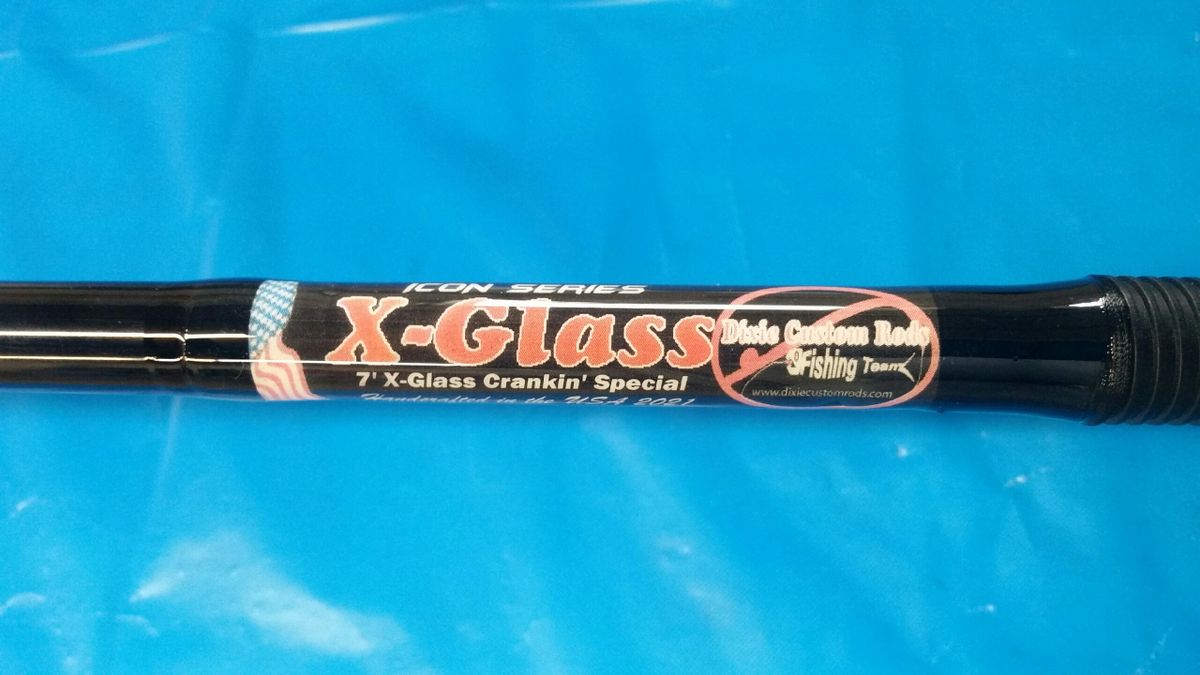 ICON SERIES
X-Glass
7' X-Glass Crankin' Special
Handcrafted in the USA 2021
Dixie Custom Rods
Fishing Team
www.dixiecustomrods.com